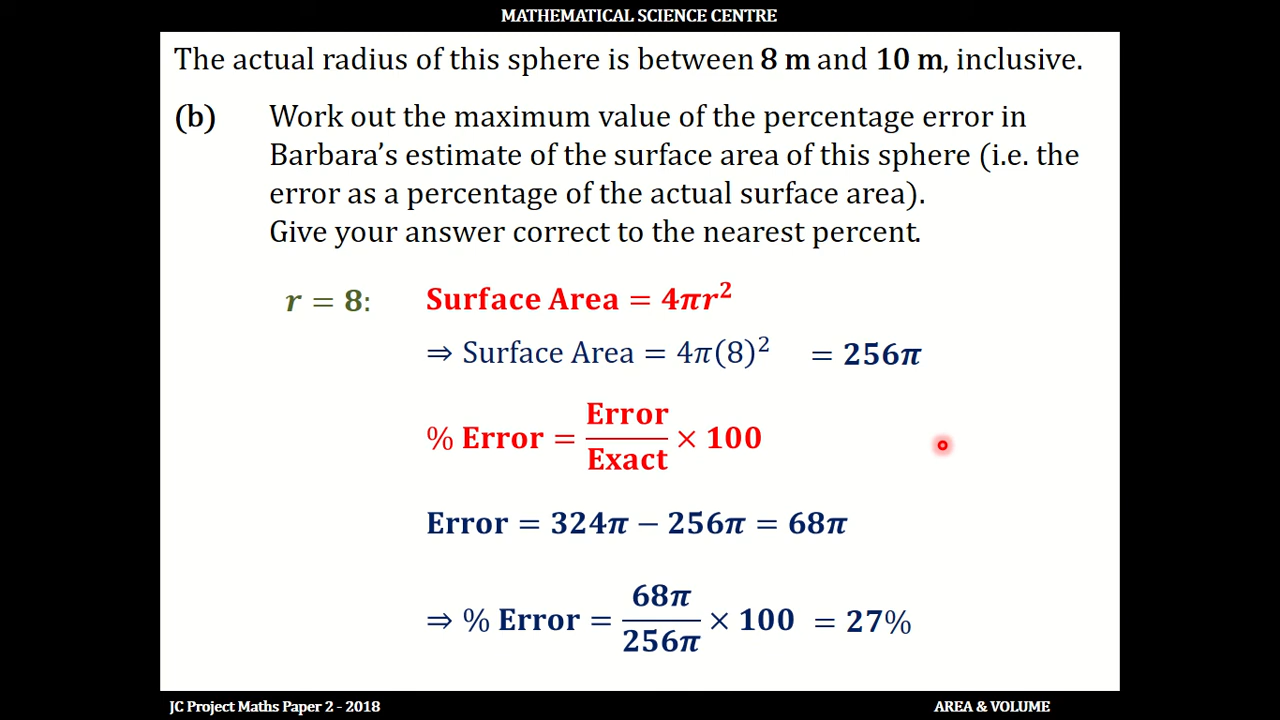 MATHEMATICAL SCIENCE CENTRE
The actual radius of this sphere is between 8 m and 10 m, inclusive.
(b) Work out the maximum value of the percentage error in
Barbara's estimate of the surface area of this sphere (i.e. the
error as a percentage of the actual surface area).
Give your answer correct to the nearest percent.
r = 8: Surface Area = 4πr²
⇒ Surface Area = 4π(8)² = 256π
% Error = Error/Exact × 100
Error = 324π − 256π = 68π
⇒ % Error = 68π/256π × 100 = 27%
JC Project Maths Paper 2 - 2018 AREA & VOLUME